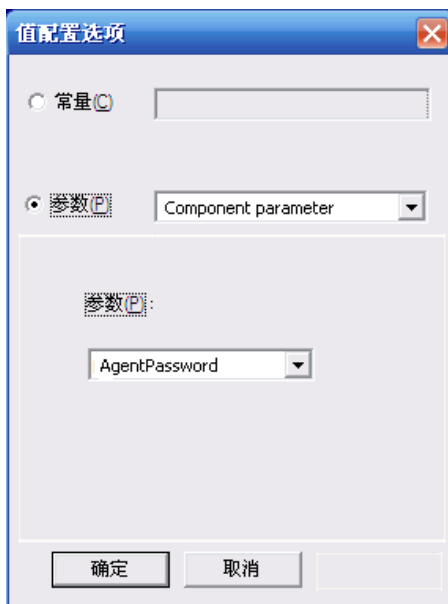 值配置选项
常量(C)
参数(P) Component parameter
参数(P):
AgentPassword
确定 取消